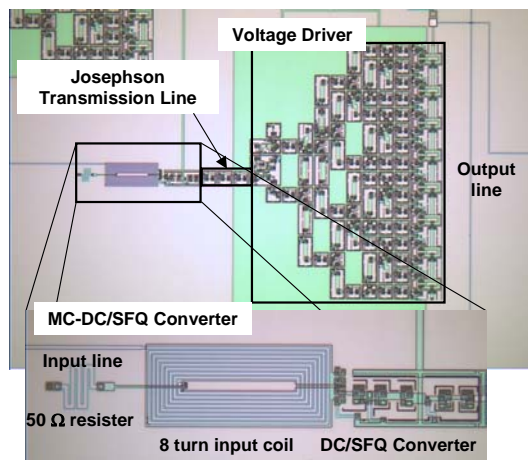 Voltage Driver
Josephson
Transmission Line
Output
line
MC-DC/SFQ Converter
Input line
50 Ω resister
8 turn input coil
DC/SFQ Converter